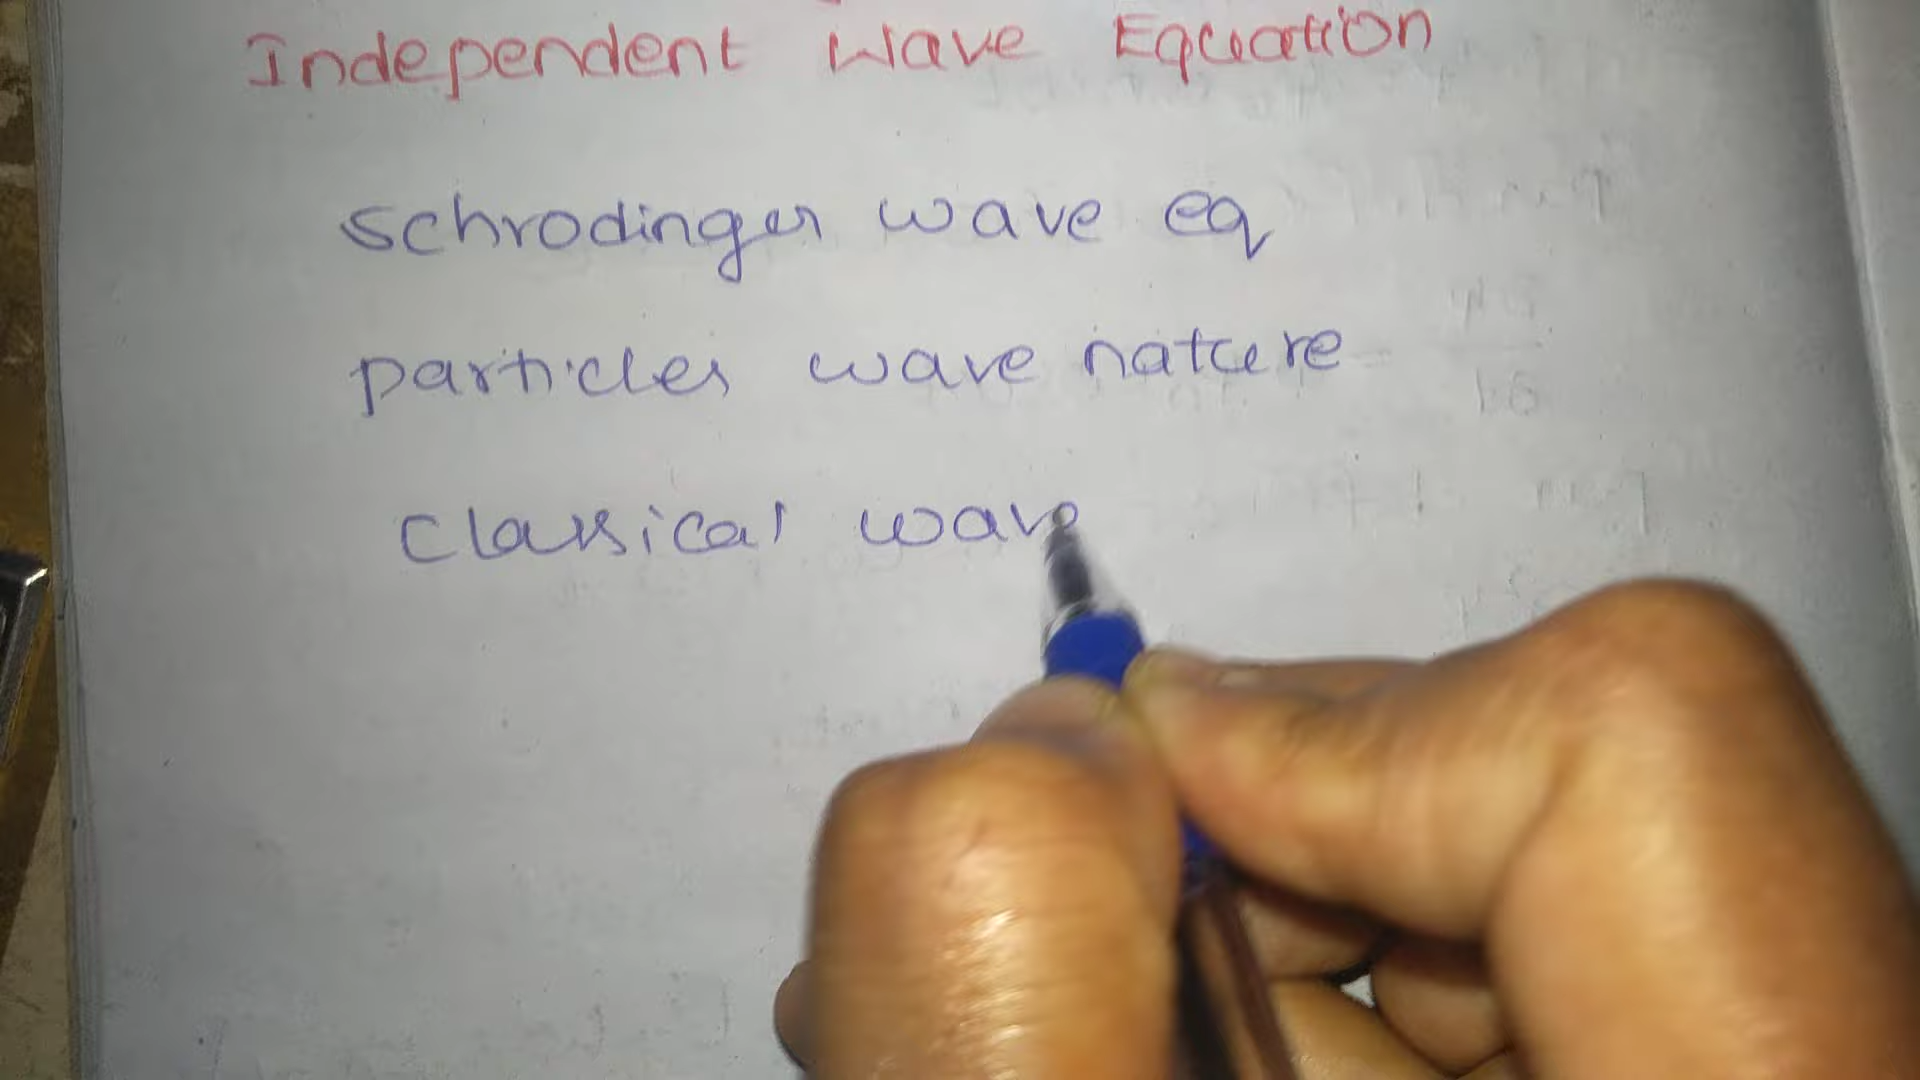 Independent Wave Equation
Schrodinger wave eq
particles wave nature
Classical wave